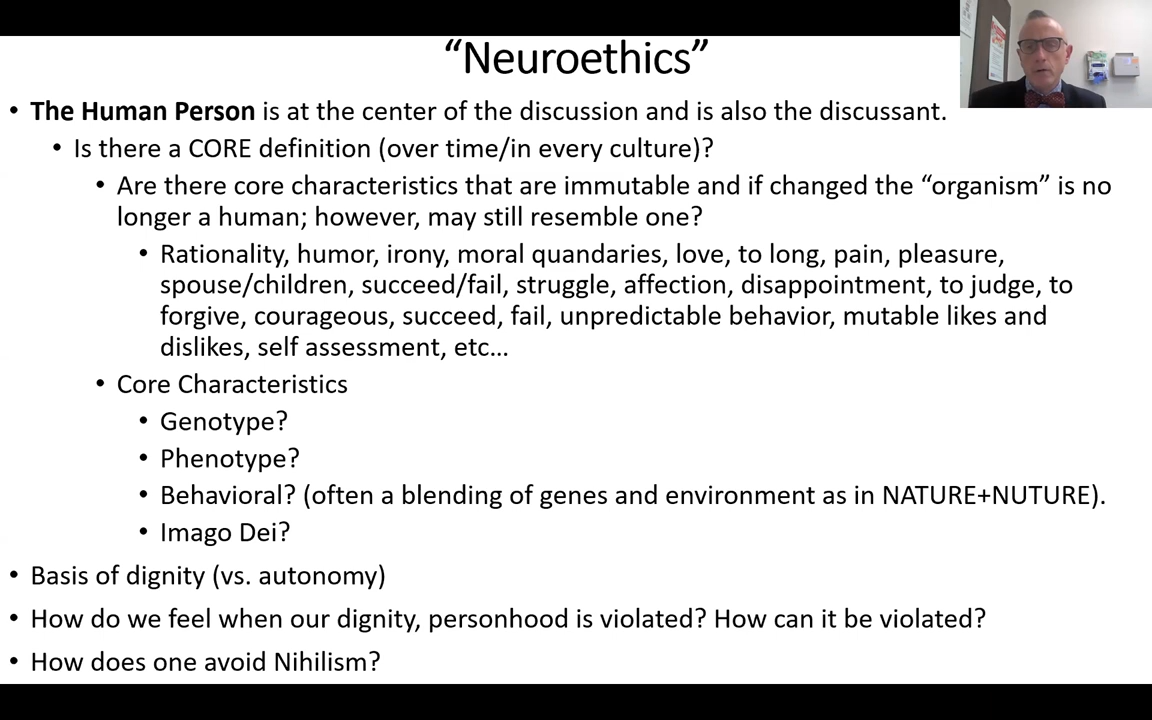 “Neuroethics”
• The Human Person is at the center of the discussion and is also the discussant.
• Is there a CORE definition (over time/in every culture)?
• Are there core characteristics that are immutable and if changed the “organism” is no
longer a human; however, may still resemble one?
• Rationality, humor, irony, moral quandaries, love, to long, pain, pleasure,
spouse/children, succeed/fail, struggle, affection, disappointment, to judge, to
forgive, courageous, succeed, fail, unpredictable behavior, mutable likes and
dislikes, self assessment, etc...
• Core Characteristics
• Genotype?
• Phenotype?
• Behavioral? (often a blending of genes and environment as in NATURE+NUTURE).
• Imago Dei?
• Basis of dignity (vs. autonomy)
• How do we feel when our dignity, personhood is violated? How can it be violated?
• How does one avoid Nihilism?